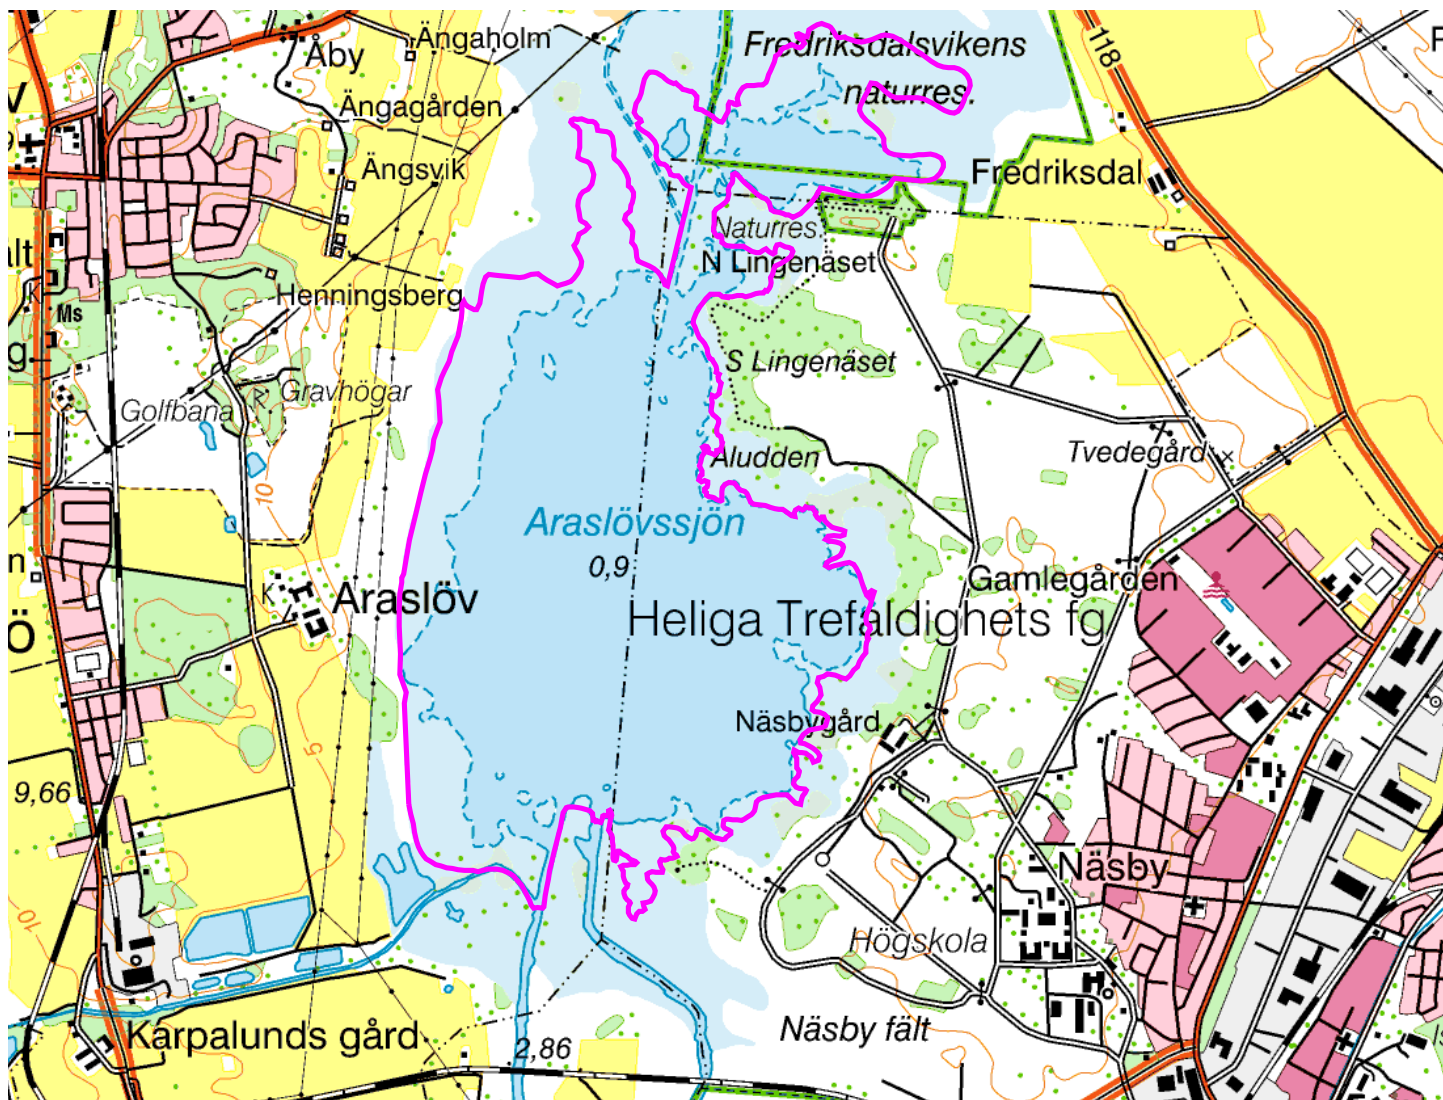 Ängaholm
Åby
Fredriksdalsvikens
naturres.
118
v
Ängagården
Ängsvik
Fredriksdal
Naturres.
alt
N Lingenäset
K
Henningsberg
Ms
g
S Lingenäset
Gravhögar
Golfbana
Aludden
Tvedegård
10
Araslövssjön
0,9
n
Gamlegården
K
Araslöv
Heliga Trefaldighets fg
ö
Näsbygård
5
9,66
Näsby
10
Högskola
Karpalunds gård
2,86
Näsby fält